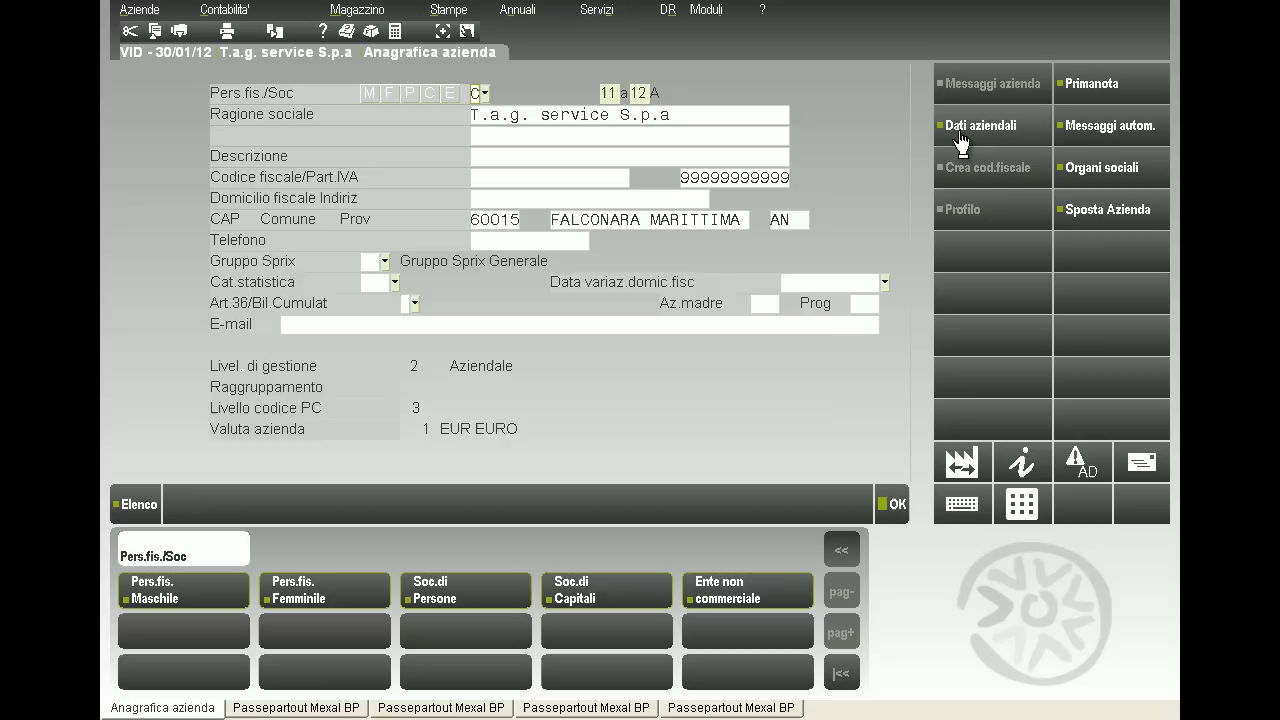 Aziende Contabilita' Magazzino Stampe Annuali Servizi DR Moduli ?
VID - 30/01/12 T.a.g. service S.p.a Anagrafica azienda
Pers.fis./Soc M F P C E C 11 a 12 A
Ragione sociale T.a.g. service S.p.a
Descrizione
Codice fiscale/Part.IVA 99999999999
Domicilio fiscale Indiriz
CAP Comune Prov 60015 FALCONARA MARITTIMA AN
Telefono
Gruppo Sprix Gruppo Sprix Generale
Cat.statistica Data variaz.domic.fisc
Art.36/Bil.Cumulat Az.madre Prog
E-mail
Livel. di gestione 2 Aziendale
Raggruppamento
Livello codice PC 3
Valuta azienda 1 EUR EURO
Messaggi azienda Primanota
Dati aziendali Messaggi autom.
Crea cod.fiscale Organi sociali
Profilo Sposta Azienda
AD
Elenco OK
Pers.fis./Soc <<
Pers.fis. Maschile Pers.fis. Femminile Soc.di Persone Soc.di Capitali Ente non commerciale pag-
pag+
|<<
Anagrafica azienda Passepartout Mexal BP Passepartout Mexal BP Passepartout Mexal BP Passepartout Mexal BP